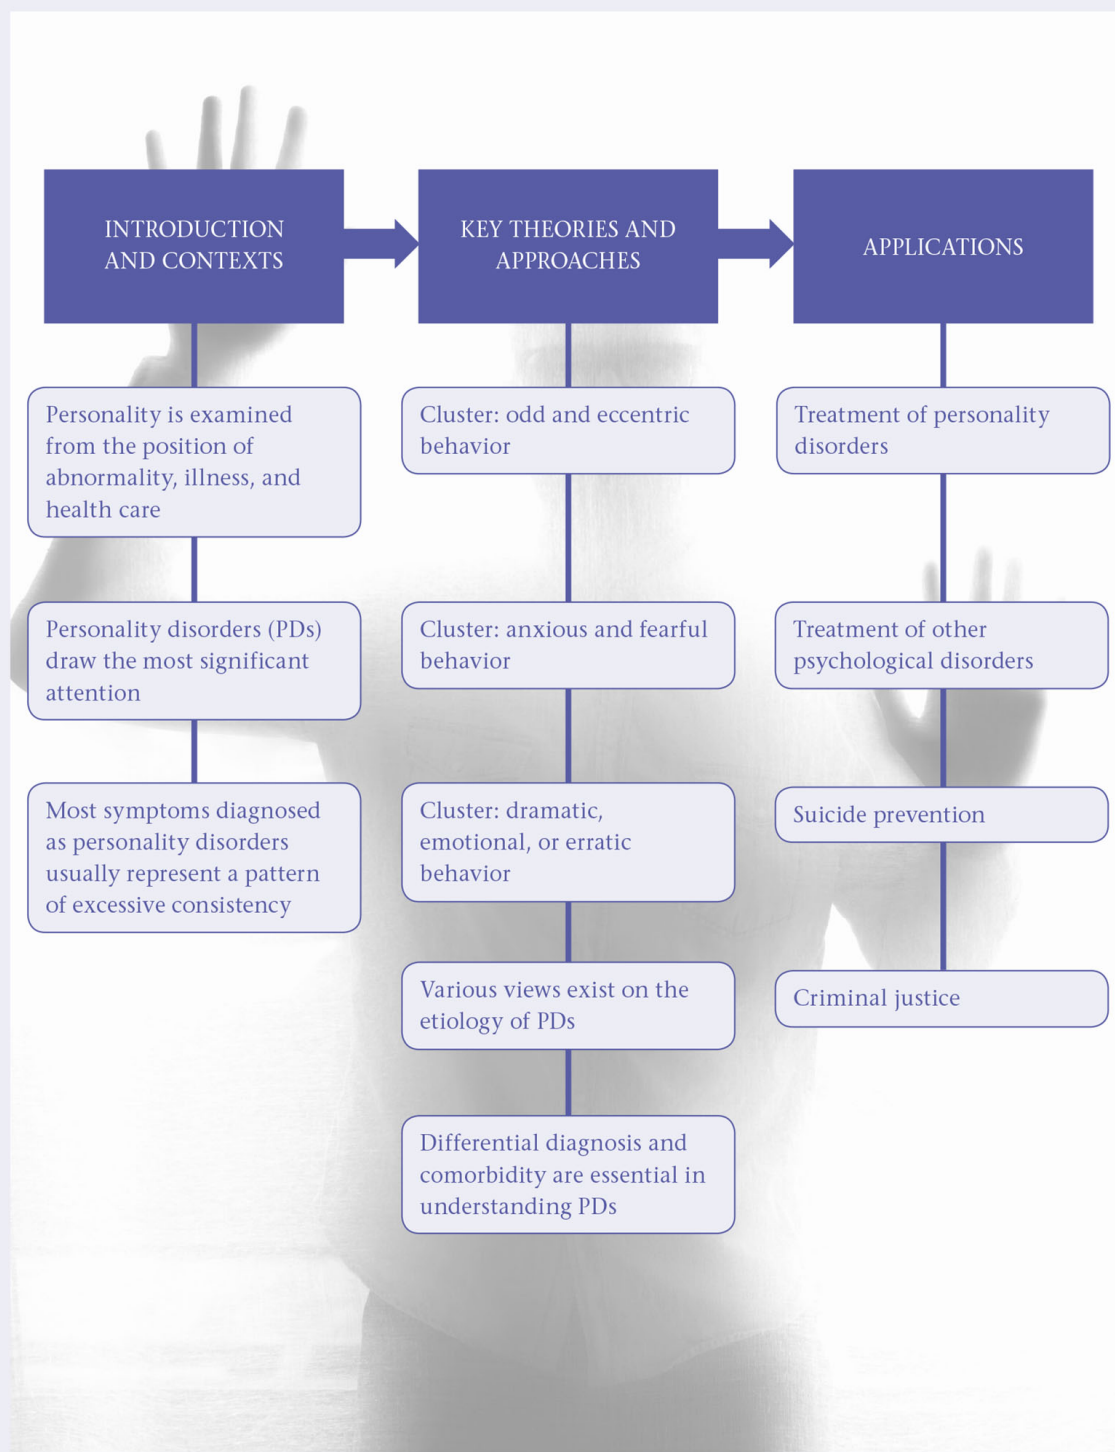 INTRODUCTION
AND CONTEXTS
Personality is examined
from the position of
abnormality, illness, and
health care
Personality disorders (PDs)
draw the most significant
attention
Most symptoms diagnosed
as personality disorders
usually represent a pattern
of excessive consistency
KEY THEORIES AND
APPROACHES
Cluster: odd and eccentric
behavior
Cluster: anxious and fearful
behavior
Cluster: dramatic,
emotional, or erratic
behavior
Various views exist on the
etiology of PDs
Differential diagnosis and
comorbidity are essential in
understanding PDs
APPLICATIONS
Treatment of personality
disorders
Treatment of other
psychological disorders
Suicide prevention
Criminal justice